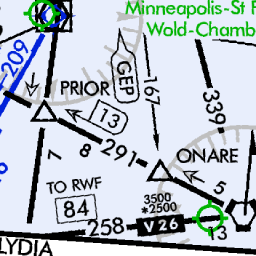 Minneapolis-St P
Wold-Chamb
K
209
GEP
PRIOR
13
167
339
7
8
291
ONARE
TO RWF
84
3500
*2500
5
258
V 26
13
LYDIA